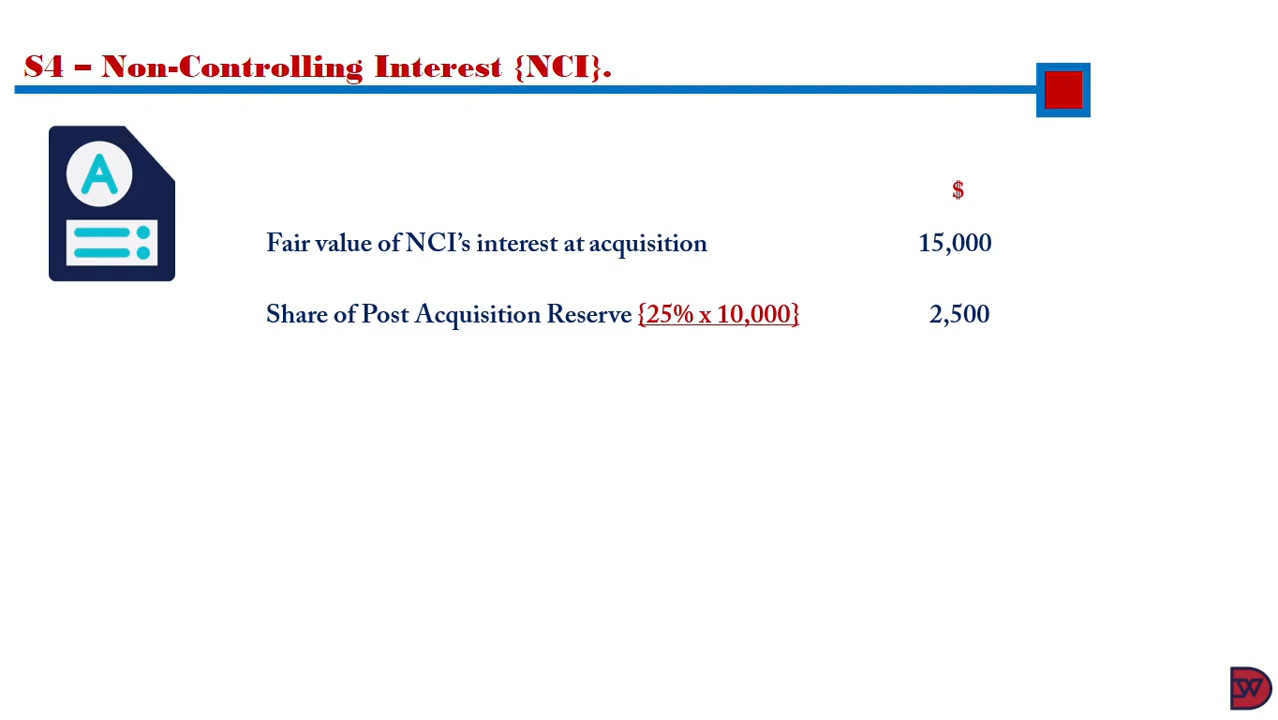 S4 – Non-Controlling Interest {NCI}.
A
$
Fair value of NCI's interest at acquisition 15,000
Share of Post Acquisition Reserve {25% x 10,000} 2,500
DW